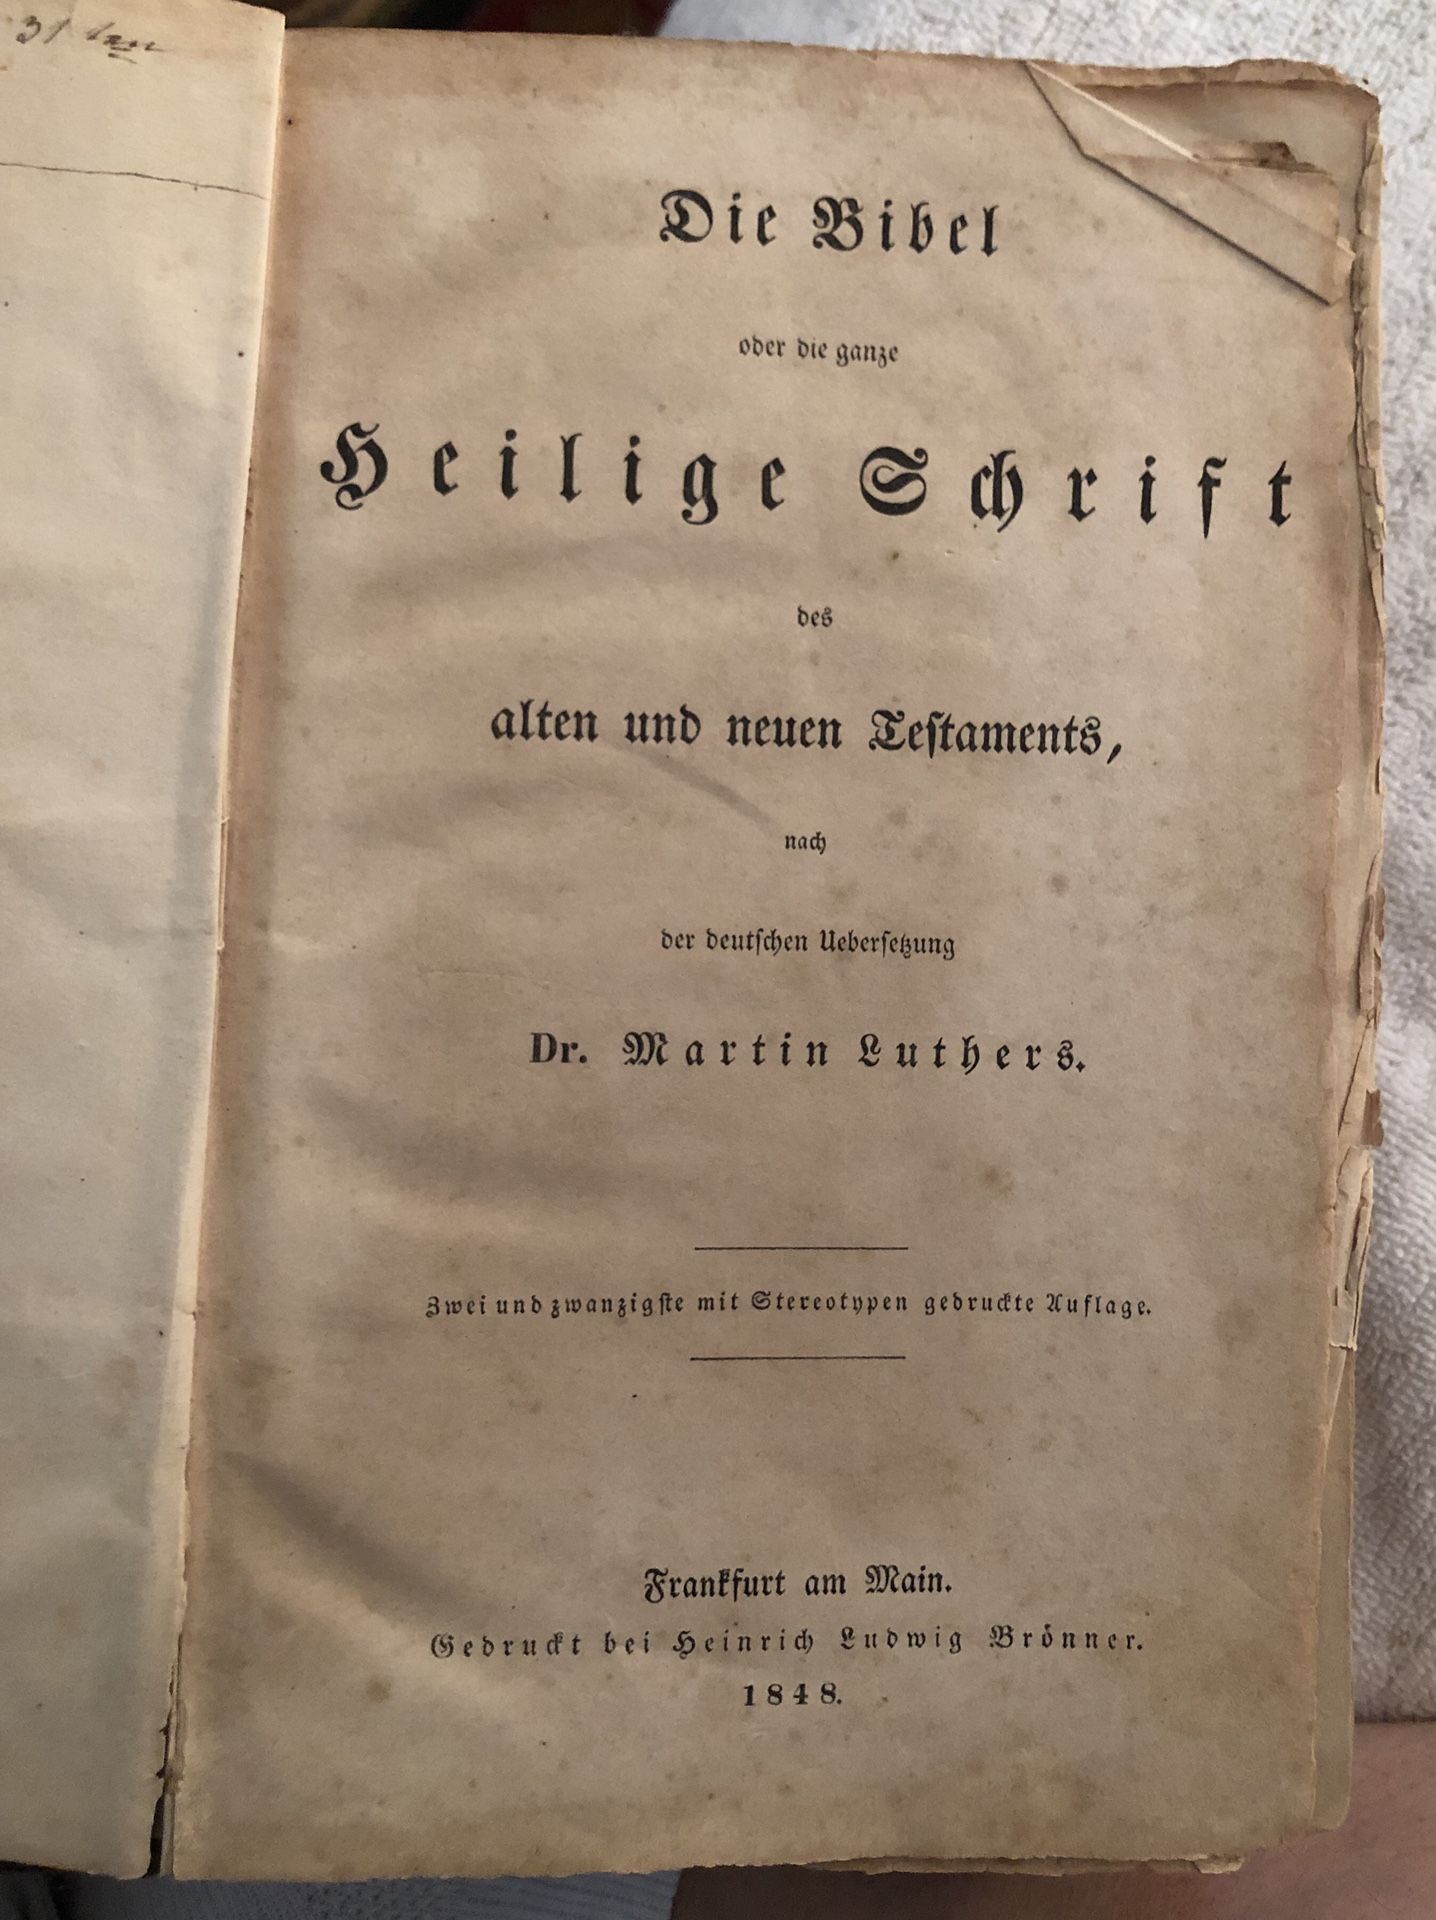 31
Die Bibel
oder die ganze
Heilige Schrift
des
alten und neuen Testaments,
nach
der deutschen Uebersetzung
Dr. Martin Luthers.
Zwei und zwanzigste mit Stereotypen gedruckte Auflage.
Frankfurt am Main.
Gedruckt bei Heinrich Ludwig Brönner.
1848.